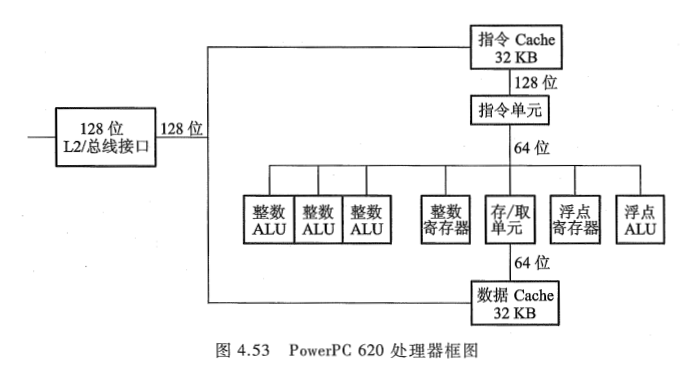 指令 Cache
32 KB
128 位
指令单元
128 位
L2/总线接口
128 位
64 位
整数
ALU
整数
ALU
整数
ALU
整数
寄存器
存/取
单元
浮点
寄存器
浮点
ALU
64 位
数据 Cache
32 KB
图 4.53 PowerPC 620 处理器框图